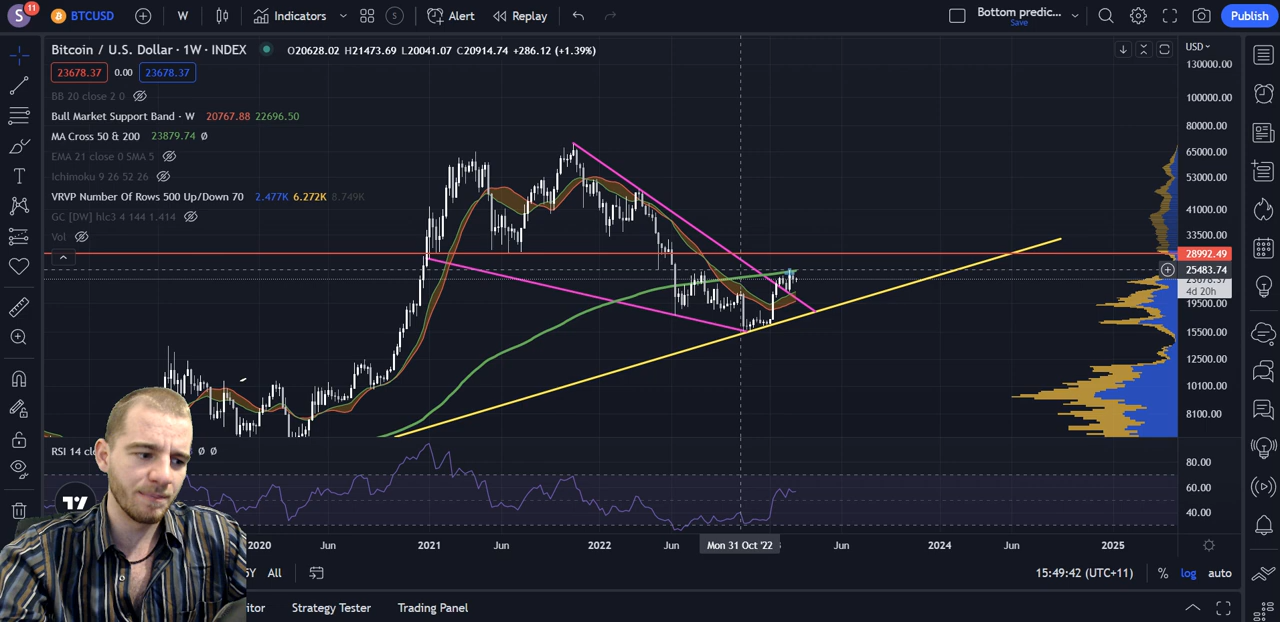 S 11 BTCUSD W Indicators S Alert Replay Bottom predic... Save Publish
Bitcoin / U.S. Dollar · 1W · INDEX O20628.02 H21473.69 L20041.07 C20914.74 +286.12 (+1.39%) USD
23678.37 0.00 23678.37
BB 20 close 2 0
Bull Market Support Band · W 20767.88 22696.50
MA Cross 50 & 200 23879.74 Ø
EMA 21 close 0 SMA 5
Ichimoku 9 26 52 26
VRVP Number Of Rows 500 Up/Down 70 2.477K 6.272K 8.749K
GC [DW] hlc3 4 144 1.414
Vol
130000.00
100000.00
80000.00
65000.00
53000.00
41000.00
33500.00
28992.49
25483.74
4d 20h
19500.00
15500.00
12500.00
10100.00
8100.00
RSI 14 Ø Ø
80.00
60.00
40.00
2020 Jun 2021 Jun 2022 Jun Mon 31 Oct '22 Jun 2024 Jun 2025
5Y All 15:49:42 (UTC+11) % log auto
Strategy Tester Trading Panel